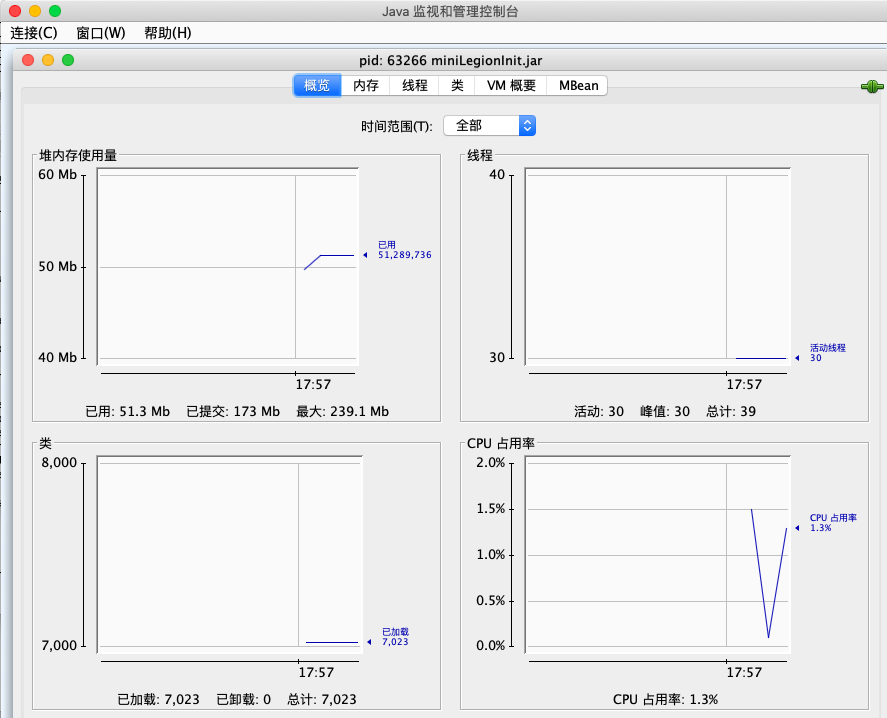 Java 监视和管理控制台
连接(C) 窗口(W) 帮助(H)
pid: 63266 miniLegionInit.jar
概览 内存 线程 类 VM 概要 MBean
时间范围(T): 全部
堆内存使用量
60 Mb
50 Mb
40 Mb
已用
51,289,736
17:57
已用: 51.3 Mb 已提交: 173 Mb 最大: 239.1 Mb
线程
40
30
活动线程
30
17:57
活动: 30 峰值: 30 总计: 39
类
8,000
7,000
已加载
7,023
17:57
已加载: 7,023 已卸载: 0 总计: 7,023
CPU 占用率
2.0%
1.5%
1.0%
0.5%
0.0%
CPU 占用率
1.3%
17:57
CPU 占用率: 1.3%